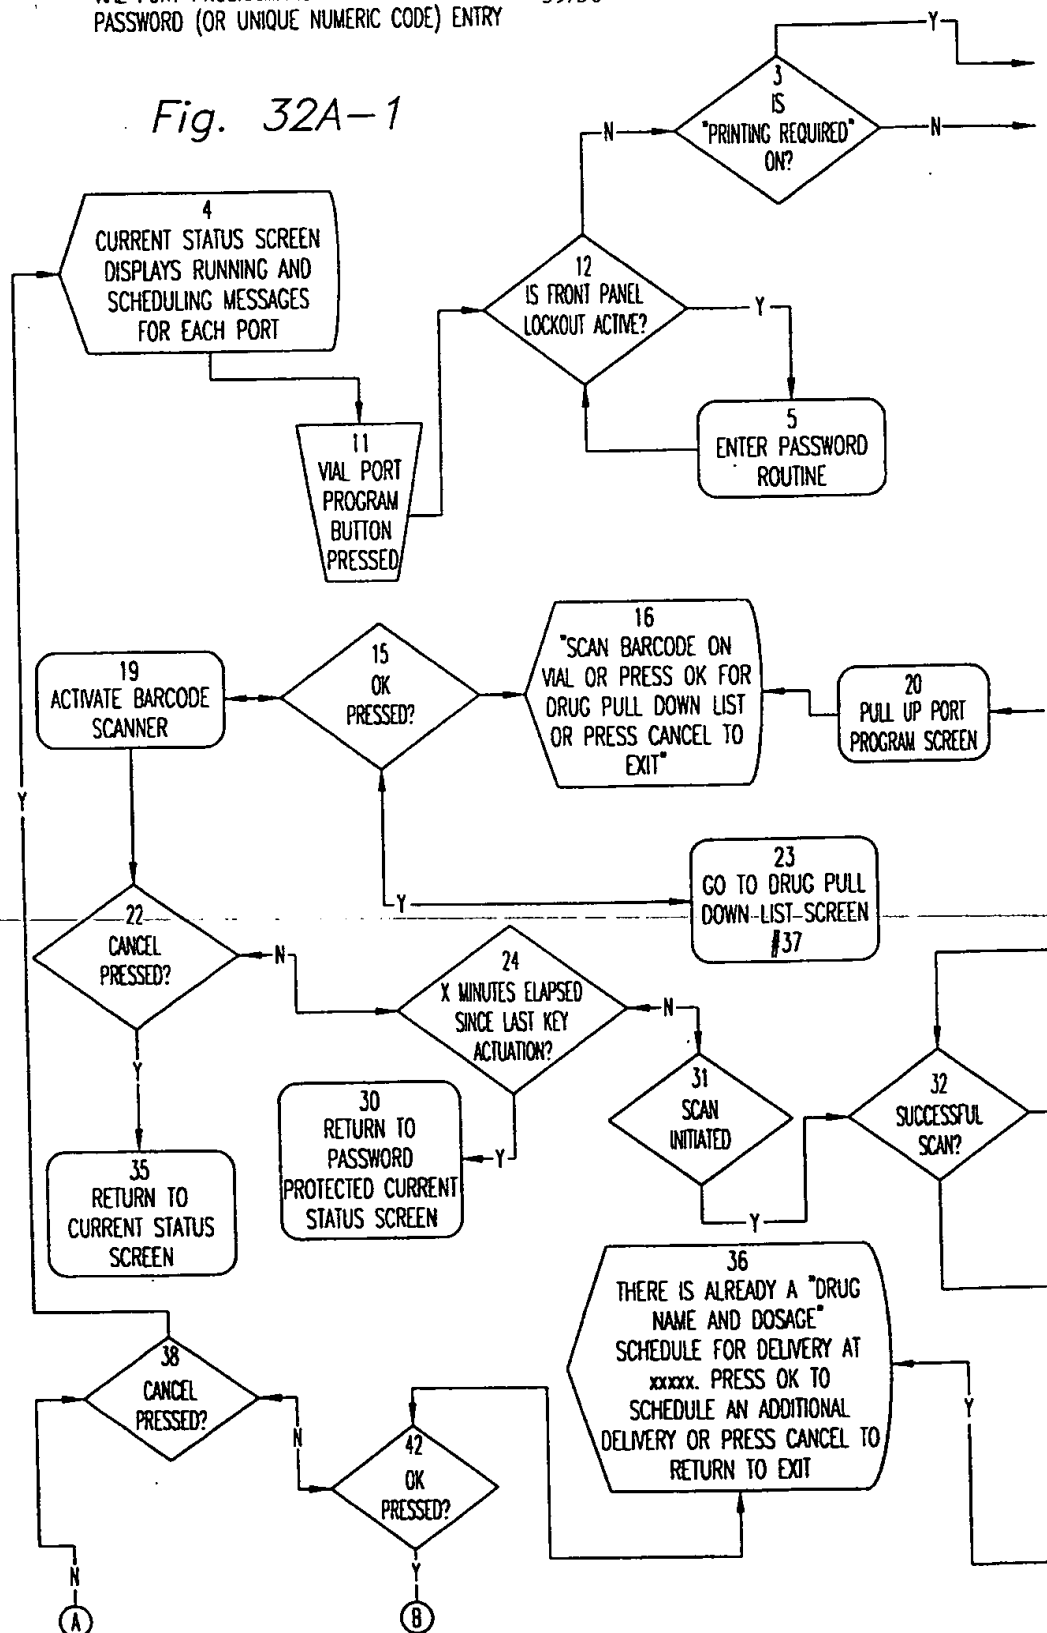 PASSWORD (OR UNIQUE NUMERIC CODE) ENTRY
Fig. 32A-1
Y
3
IS
"PRINTING REQUIRED"
ON?
N
N
4
CURRENT STATUS SCREEN
DISPLAYS RUNNING AND
SCHEDULING MESSAGES
FOR EACH PORT
12
IS FRONT PANEL
LOCKOUT ACTIVE?
Y
5
ENTER PASSWORD
ROUTINE
11
VIAL PORT
PROGRAM
BUTTON
PRESSED
19
ACTIVATE BARCODE
SCANNER
15
OK
PRESSED?
16
"SCAN BARCODE ON
VIAL OR PRESS OK FOR
DRUG PULL DOWN LIST
OR PRESS CANCEL TO
EXIT"
20
PULL UP PORT
PROGRAM SCREEN
Y
Y
23
GO TO DRUG PULL
DOWN LIST SCREEN
#37
22
CANCEL
PRESSED?
N
24
X MINUTES ELAPSED
SINCE LAST KEY
ACTUATION?
N
31
SCAN
INITIATED
32
SUCCESSFUL
SCAN?
Y
30
RETURN TO
PASSWORD
PROTECTED CURRENT
STATUS SCREEN
Y
Y
35
RETURN TO
CURRENT STATUS
SCREEN
36
THERE IS ALREADY A "DRUG
NAME AND DOSAGE"
SCHEDULE FOR DELIVERY AT
xxxxx. PRESS OK TO
SCHEDULE AN ADDITIONAL
DELIVERY OR PRESS CANCEL TO
RETURN TO EXIT
Y
38
CANCEL
PRESSED?
N
42
OK
PRESSED?
N
Y
A
B